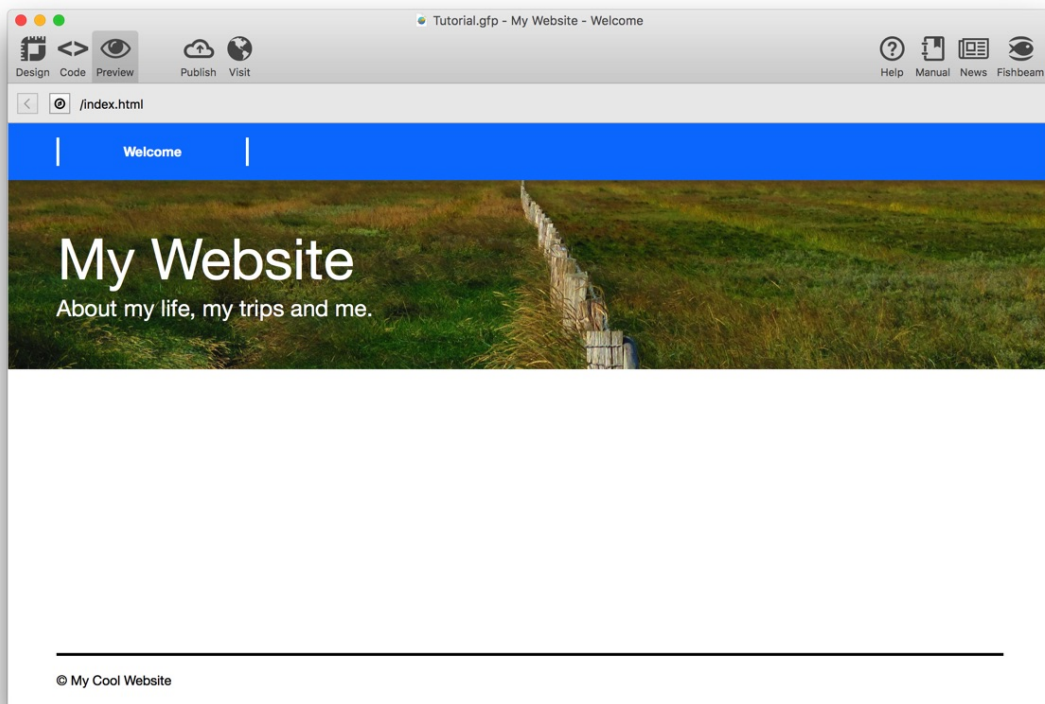 Tutorial.gfp - My Website - Welcome
Design Code Preview Publish Visit Help Manual News Fishbeam
/index.html
Welcome
My Website
About my life, my trips and me.
© My Cool Website